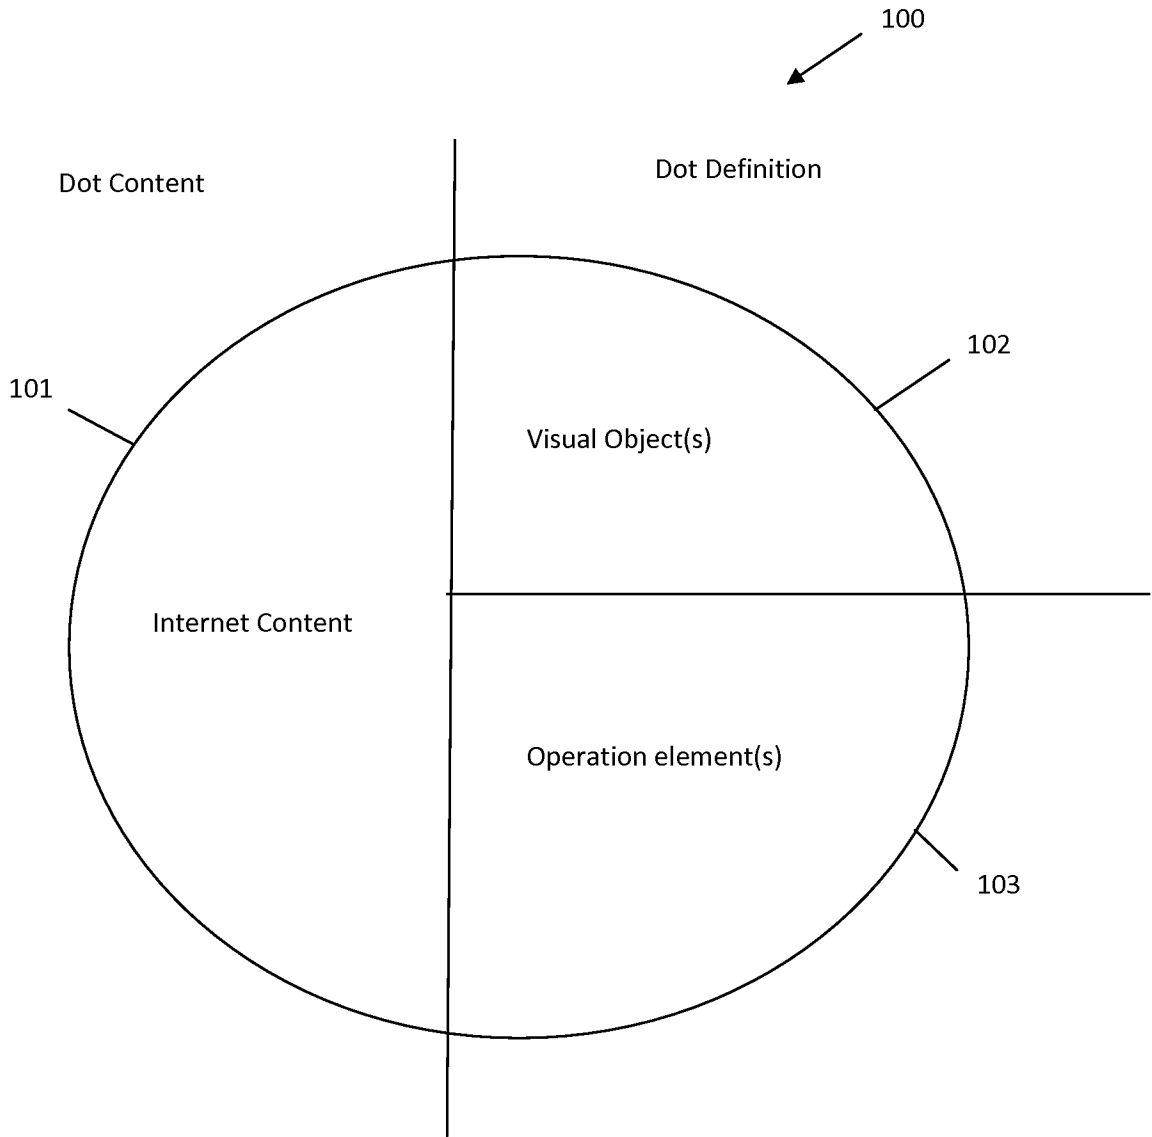 100
Dot Content
Dot Definition
102
101
Visual Object(s)
Internet Content
Operation element(s)
103